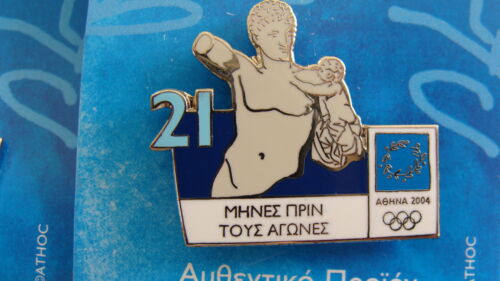 21
ΜΗΝΕΣ ΠΡΙΝ
ΤΟΥΣ ΑΓΩΝΕΣ
ΑΘΗΝΑ 2004
Αυθεντικό Προϊόν